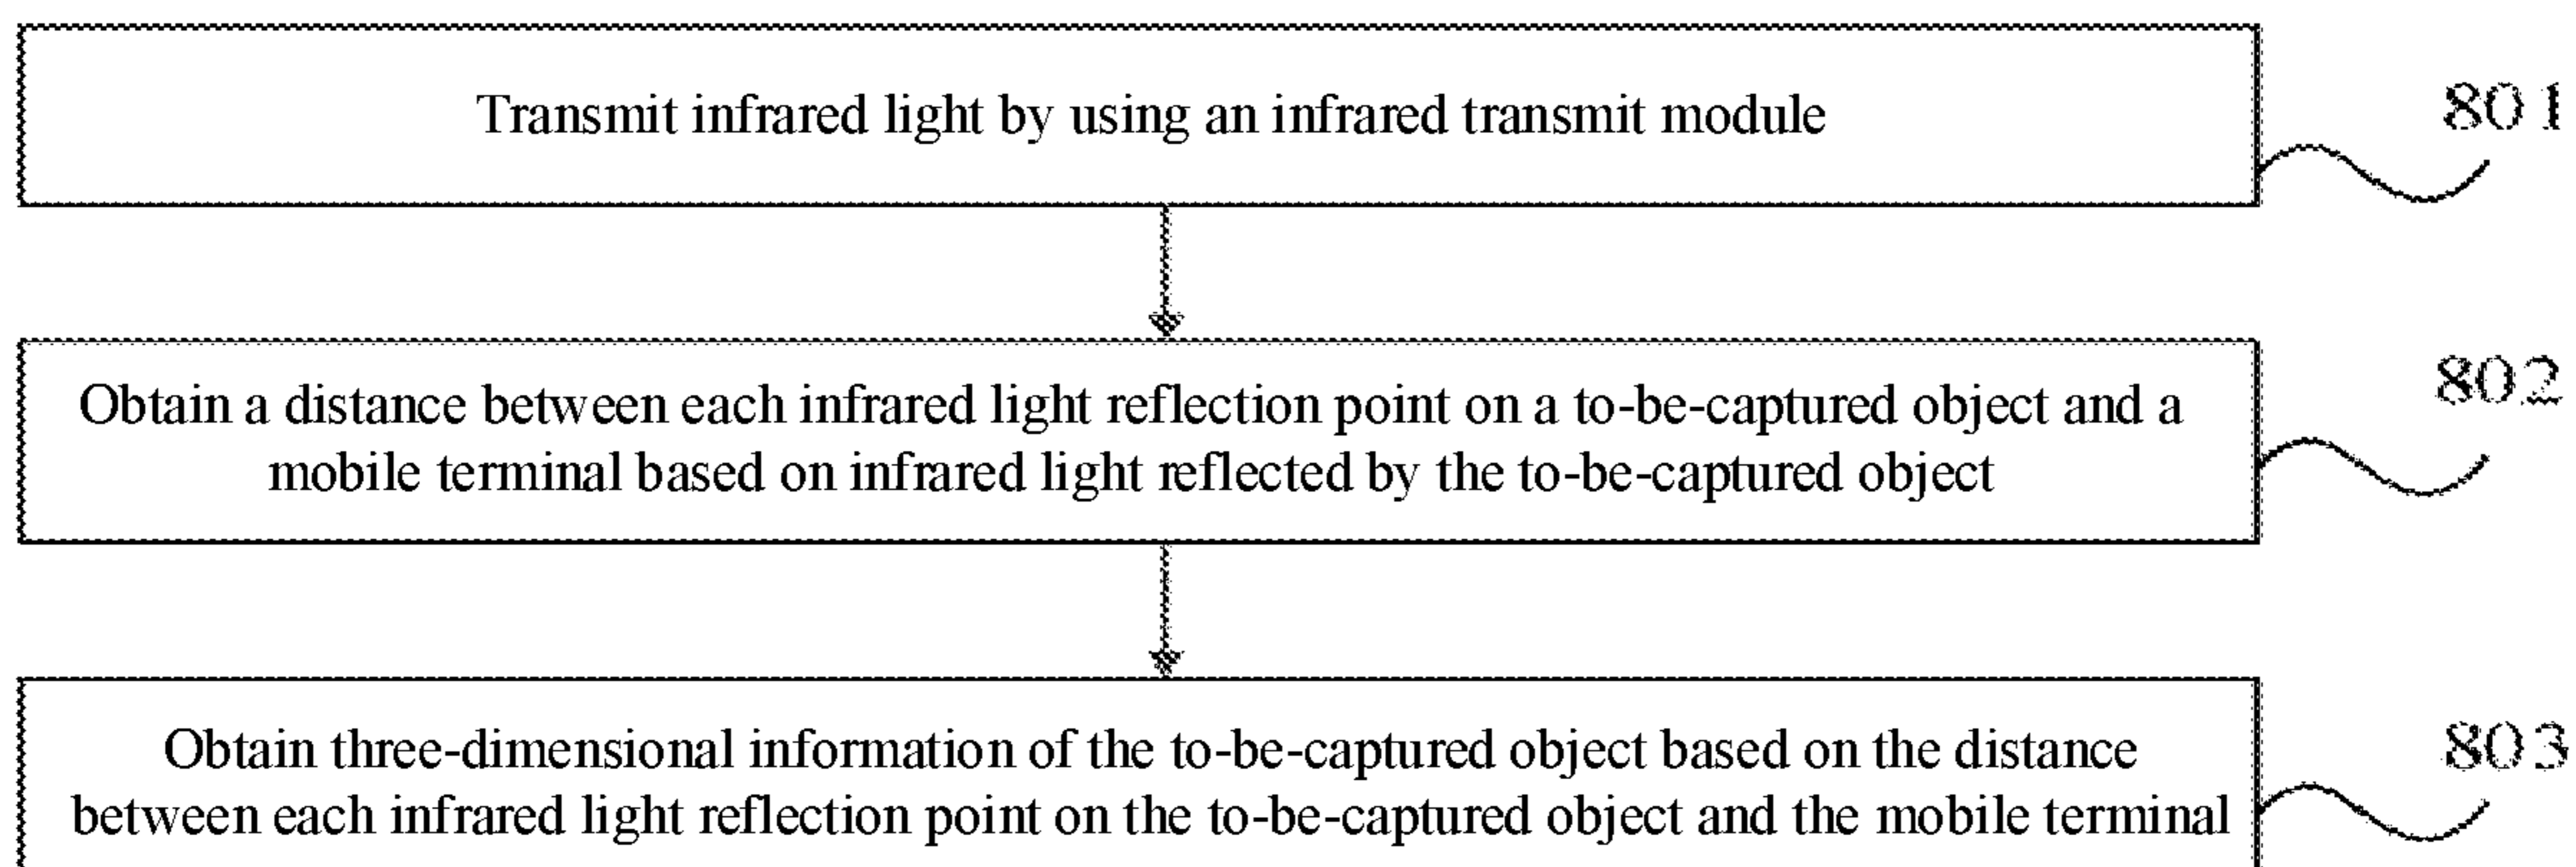 Transmit infrared light by using an infrared transmit module
801
Obtain a distance between each infrared light reflection point on a to-be-captured object and a
mobile terminal based on infrared light reflected by the to-be-captured object
802
Obtain three-dimensional information of the to-be-captured object based on the distance
between each infrared light reflection point on the to-be-captured object and the mobile terminal
803